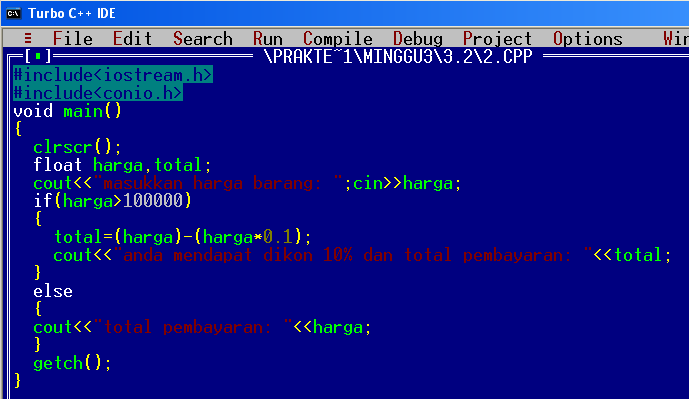 Turbo C++ IDE
≡ File Edit Search Run Compile Debug Project Options Win
[▪] \PRAKTE~1\MINGGU3\3.2\2.CPP
#include<iostream.h>
#include<conio.h>
void main()
{
clrscr();
float harga,total;
cout<<"masukkan harga barang: ";cin>>harga;
if(harga>100000)
{
total=(harga)-(harga*0.1);
cout<<"anda mendapat dikon 10% dan total pembayaran: "<<total;
}
else
{
cout<<"total pembayaran: "<<harga;
}
getch();
}